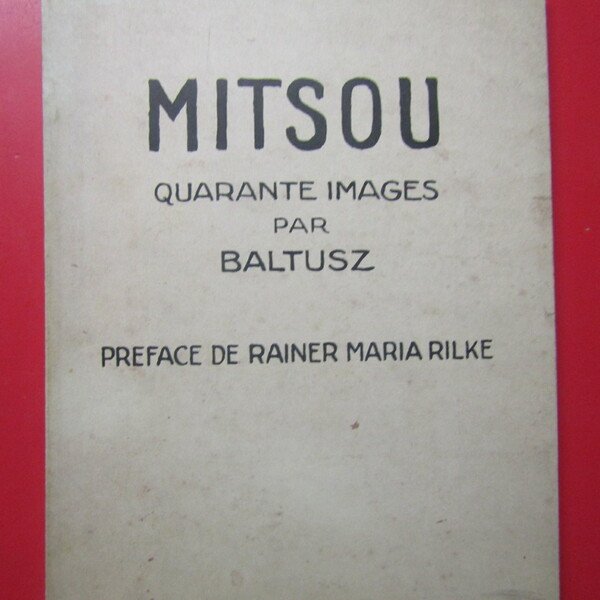 MITSOU
QUARANTE IMAGES
PAR
BALTUSZ
PREFACE DE RAINER MARIA RILKE